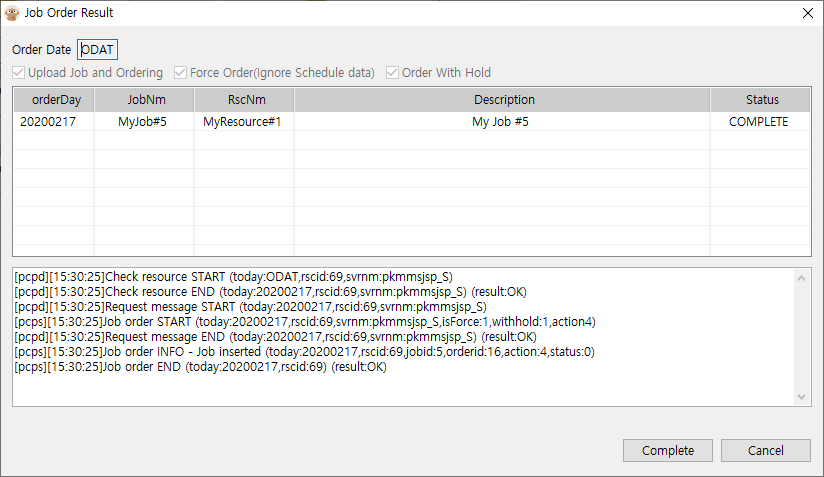 Job Order Result
Order Date ODAT
Upload Job and Ordering Force Order(Ignore Schedule data) Order With Hold
orderDay JobNm RscNm Description Status
20200217 MyJob#5 MyResource#1 My Job #5 COMPLETE
[pcpd][15:30:25]Check resource START (today:ODAT,rscid:69,svrnm:pkmmsjsp_S)
[pcpd][15:30:25]Check resource END (today:20200217,rscid:69,svrnm:pkmmsjsp_S) (result:OK)
[pcpd][15:30:25]Request message START (today:20200217,rscid:69,svrnm:pkmmsjsp_S)
[pcps][15:30:25]Job order START (today:20200217,rscid:69,svrnm:pkmmsjsp_S,isForce:1,withhold:1,action4)
[pcpd][15:30:25]Request message END (today:20200217,rscid:69,svrnm:pkmmsjsp_S) (result:OK)
[pcps][15:30:25]Job order INFO - Job inserted (today:20200217,rscid:69,jobid:5,orderid:16,action:4,status:0)
[pcps][15:30:25]Job order END (today:20200217,rscid:69) (result:OK)
Complete Cancel